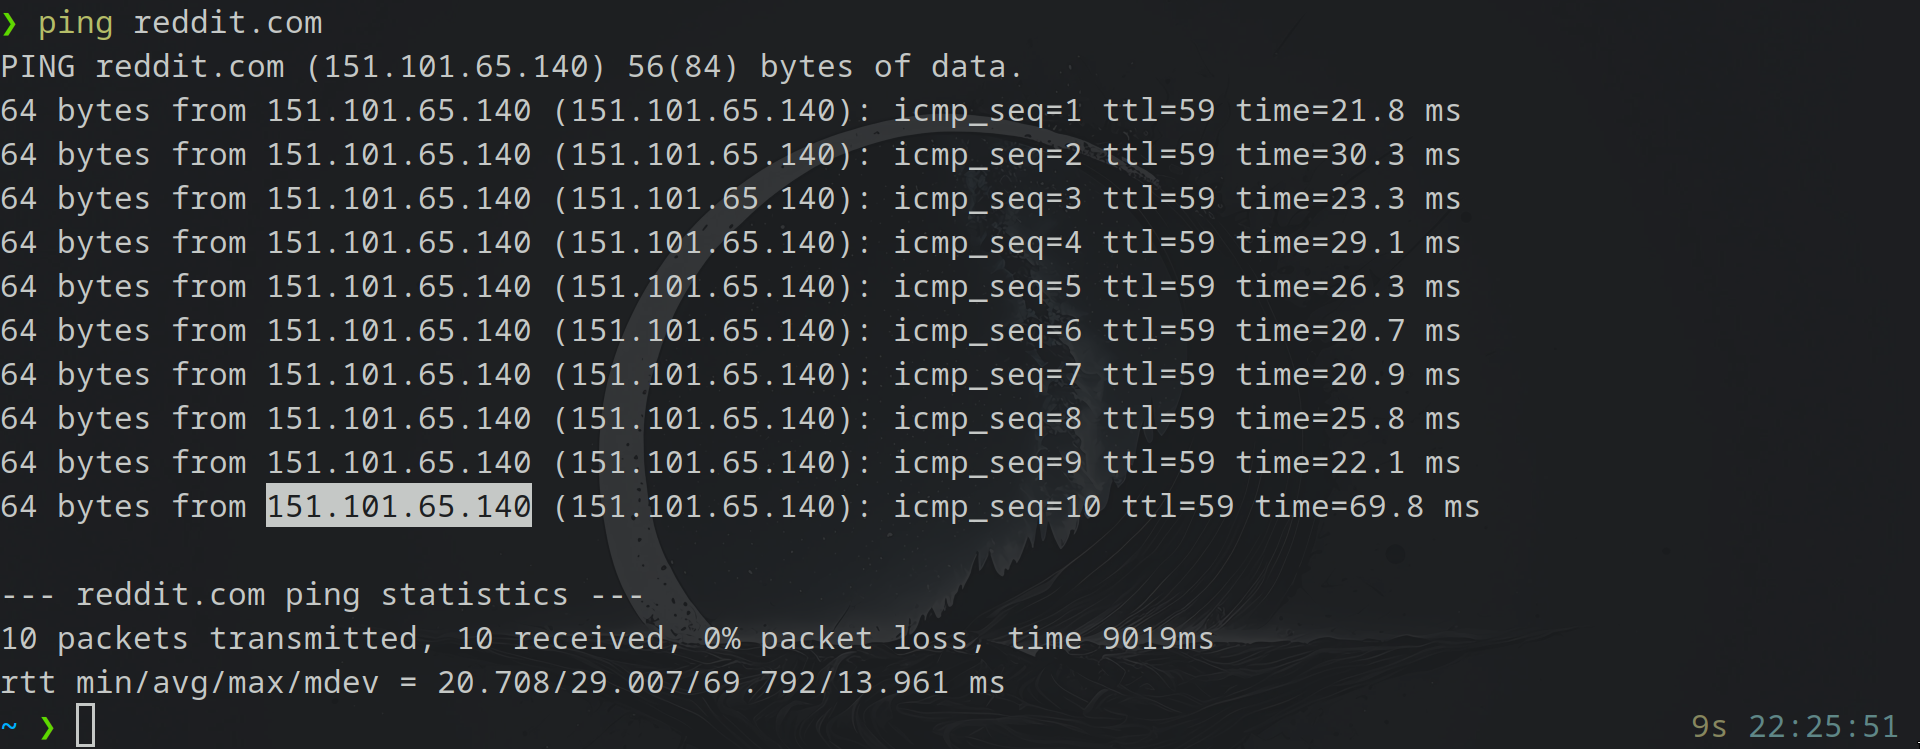 ❯ ping reddit.com
PING reddit.com (151.101.65.140) 56(84) bytes of data.
64 bytes from 151.101.65.140 (151.101.65.140): icmp_seq=1 ttl=59 time=21.8 ms
64 bytes from 151.101.65.140 (151.101.65.140): icmp_seq=2 ttl=59 time=30.3 ms
64 bytes from 151.101.65.140 (151.101.65.140): icmp_seq=3 ttl=59 time=23.3 ms
64 bytes from 151.101.65.140 (151.101.65.140): icmp_seq=4 ttl=59 time=29.1 ms
64 bytes from 151.101.65.140 (151.101.65.140): icmp_seq=5 ttl=59 time=26.3 ms
64 bytes from 151.101.65.140 (151.101.65.140): icmp_seq=6 ttl=59 time=20.7 ms
64 bytes from 151.101.65.140 (151.101.65.140): icmp_seq=7 ttl=59 time=20.9 ms
64 bytes from 151.101.65.140 (151.101.65.140): icmp_seq=8 ttl=59 time=25.8 ms
64 bytes from 151.101.65.140 (151.101.65.140): icmp_seq=9 ttl=59 time=22.1 ms
64 bytes from 151.101.65.140 (151.101.65.140): icmp_seq=10 ttl=59 time=69.8 ms
--- reddit.com ping statistics ---
10 packets transmitted, 10 received, 0% packet loss, time 9019ms
rtt min/avg/max/mdev = 20.708/29.007/69.792/13.961 ms
~ ❯ 9s 22:25:51